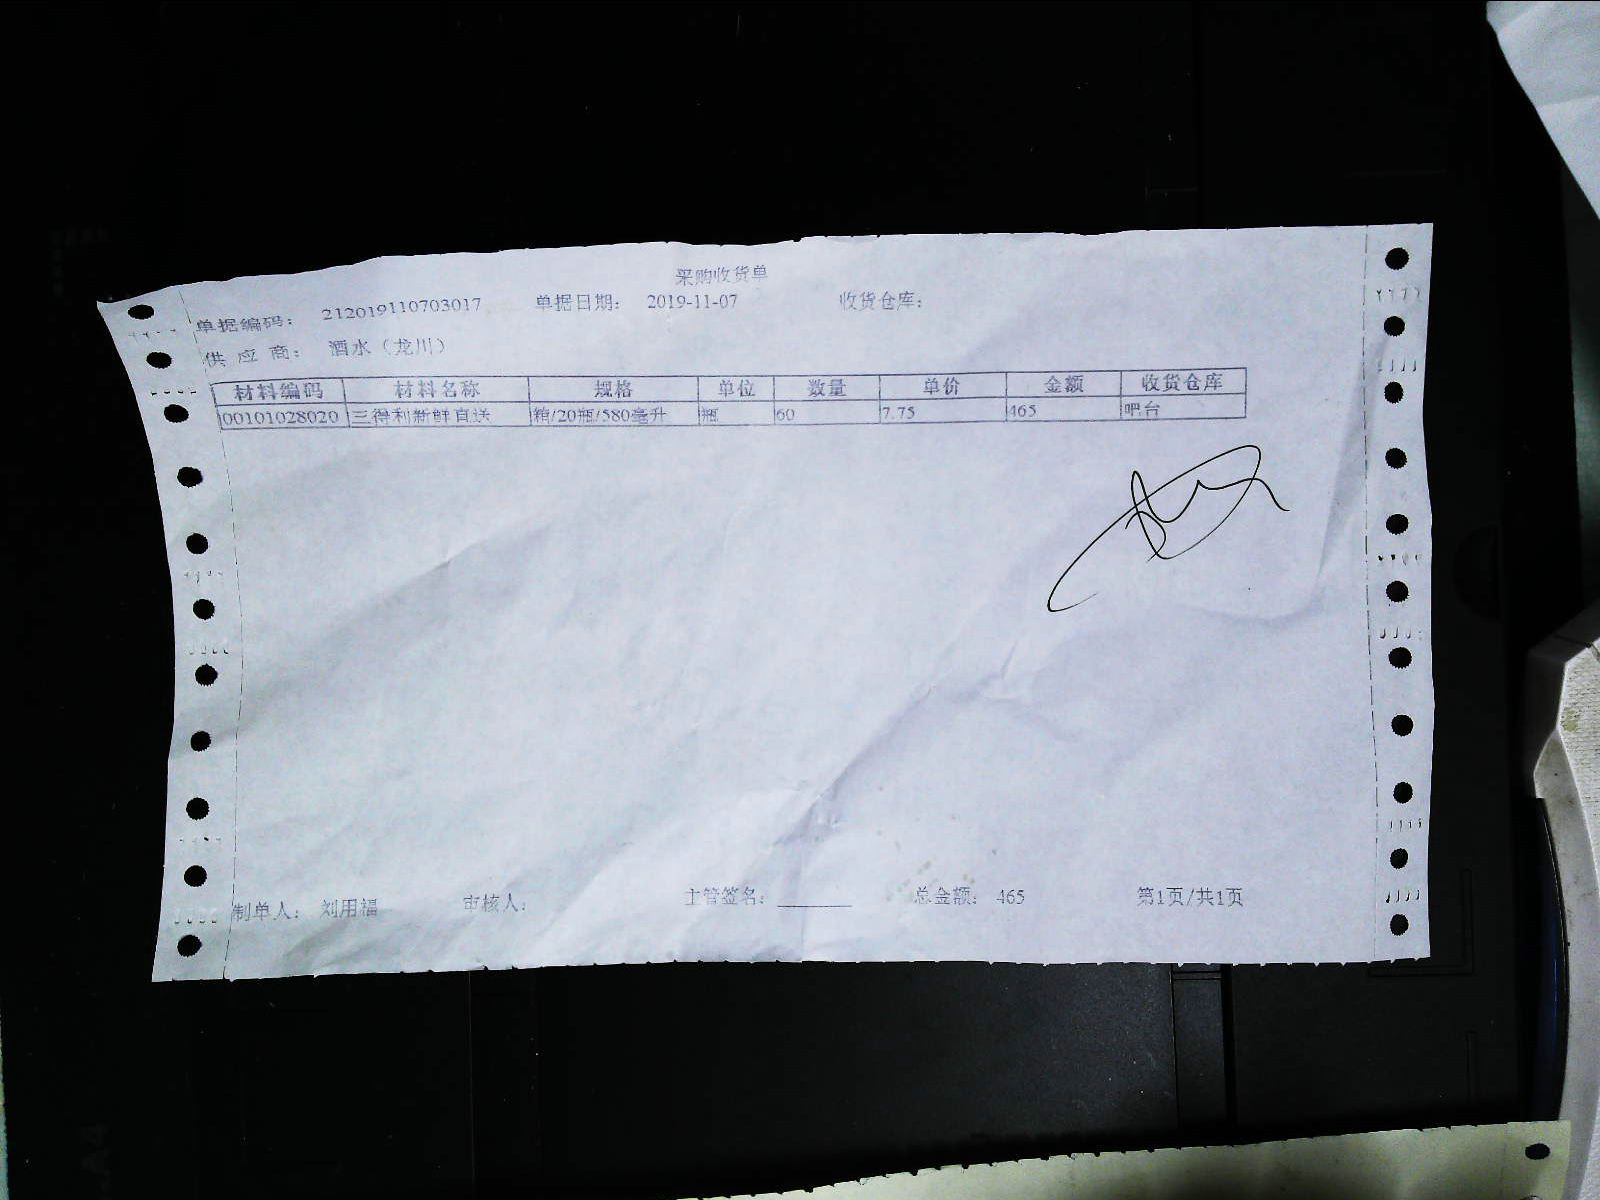 采购收货单
单据编码: 212019110703017 单据日期: 2019-11-07 收货仓库:
供 应 商: 酒水（龙川）
材料编码 材料名称 规格 单位 数量 单价 金额 收货仓库
00101028020 三得利新鲜直送 箱/20瓶/580毫升 瓶 60 7.75 465 吧台
制单人: 刘用福 审核人: 主管签名: 总金额: 465 第1页/共1页